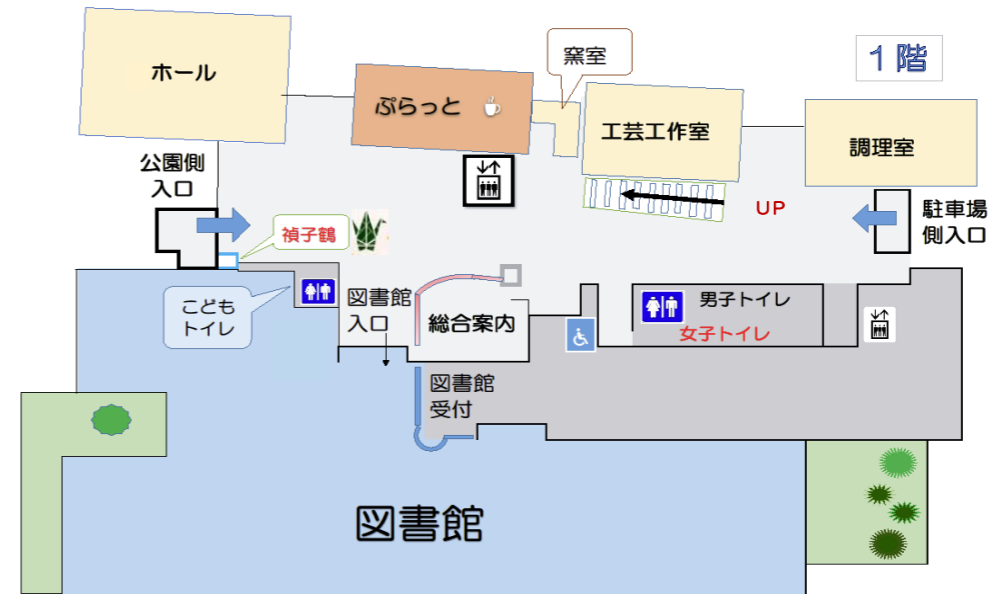 1階
ホール
ぷらっと
窯室
工芸工作室
調理室
公園側
入口
UP
駐車場
側入口
禎子鶴
こども
トイレ
図書館
入口
総合案内
男子トイレ
女子トイレ
図書館
受付
図書館